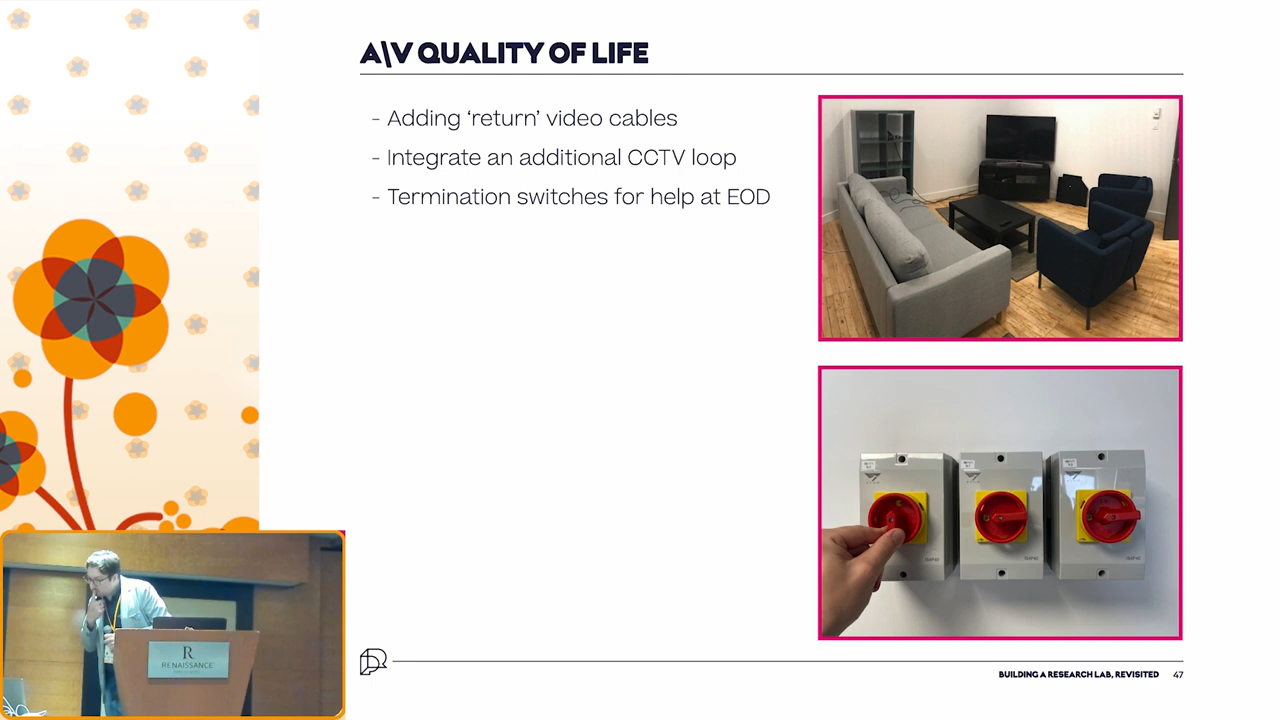 A\V QUALITY OF LIFE
- Adding ‘return’ video cables
- Integrate an additional CCTV loop
- Termination switches for help at EOD
R
RENAISSANCE
BUILDING A RESEARCH LAB, REVISITED 47